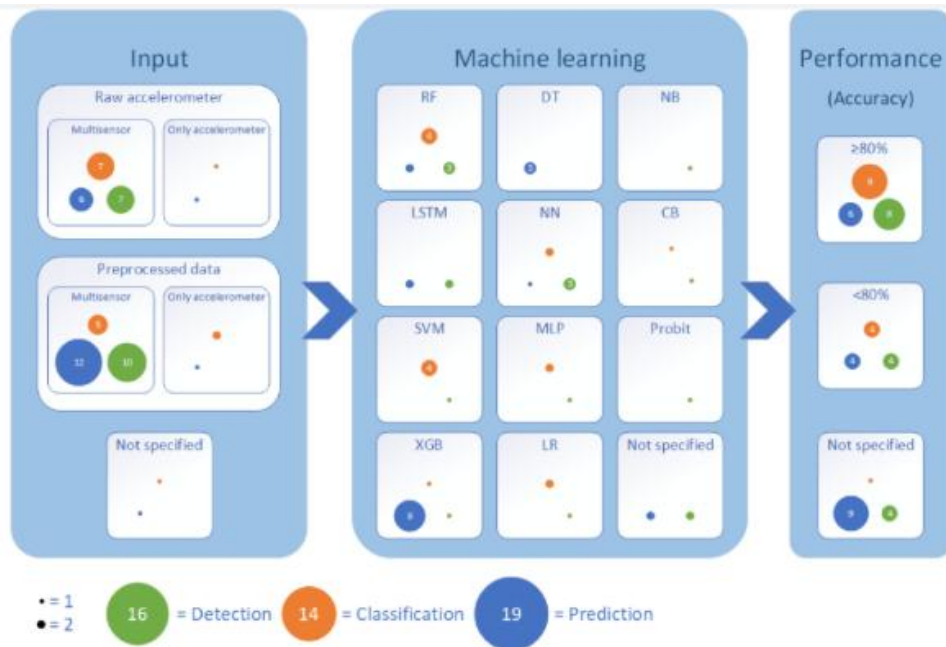 Input
Raw accelerometer
Multisensor
Only accelerometer
7
6
7
Preprocessed data
Multisensor
Only accelerometer
5
12
10
Not specified
Machine learning
RF
DT
NB
4
3
3
LSTM
NN
CB
3
SVM
MLP
Probit
4
XGB
LR
Not specified
8
Performance
(Accuracy)
≥80%
9
6
8
<80%
4
4
4
Not specified
9
4
• = 1
• = 2
16 = Detection
14 = Classification
19 = Prediction